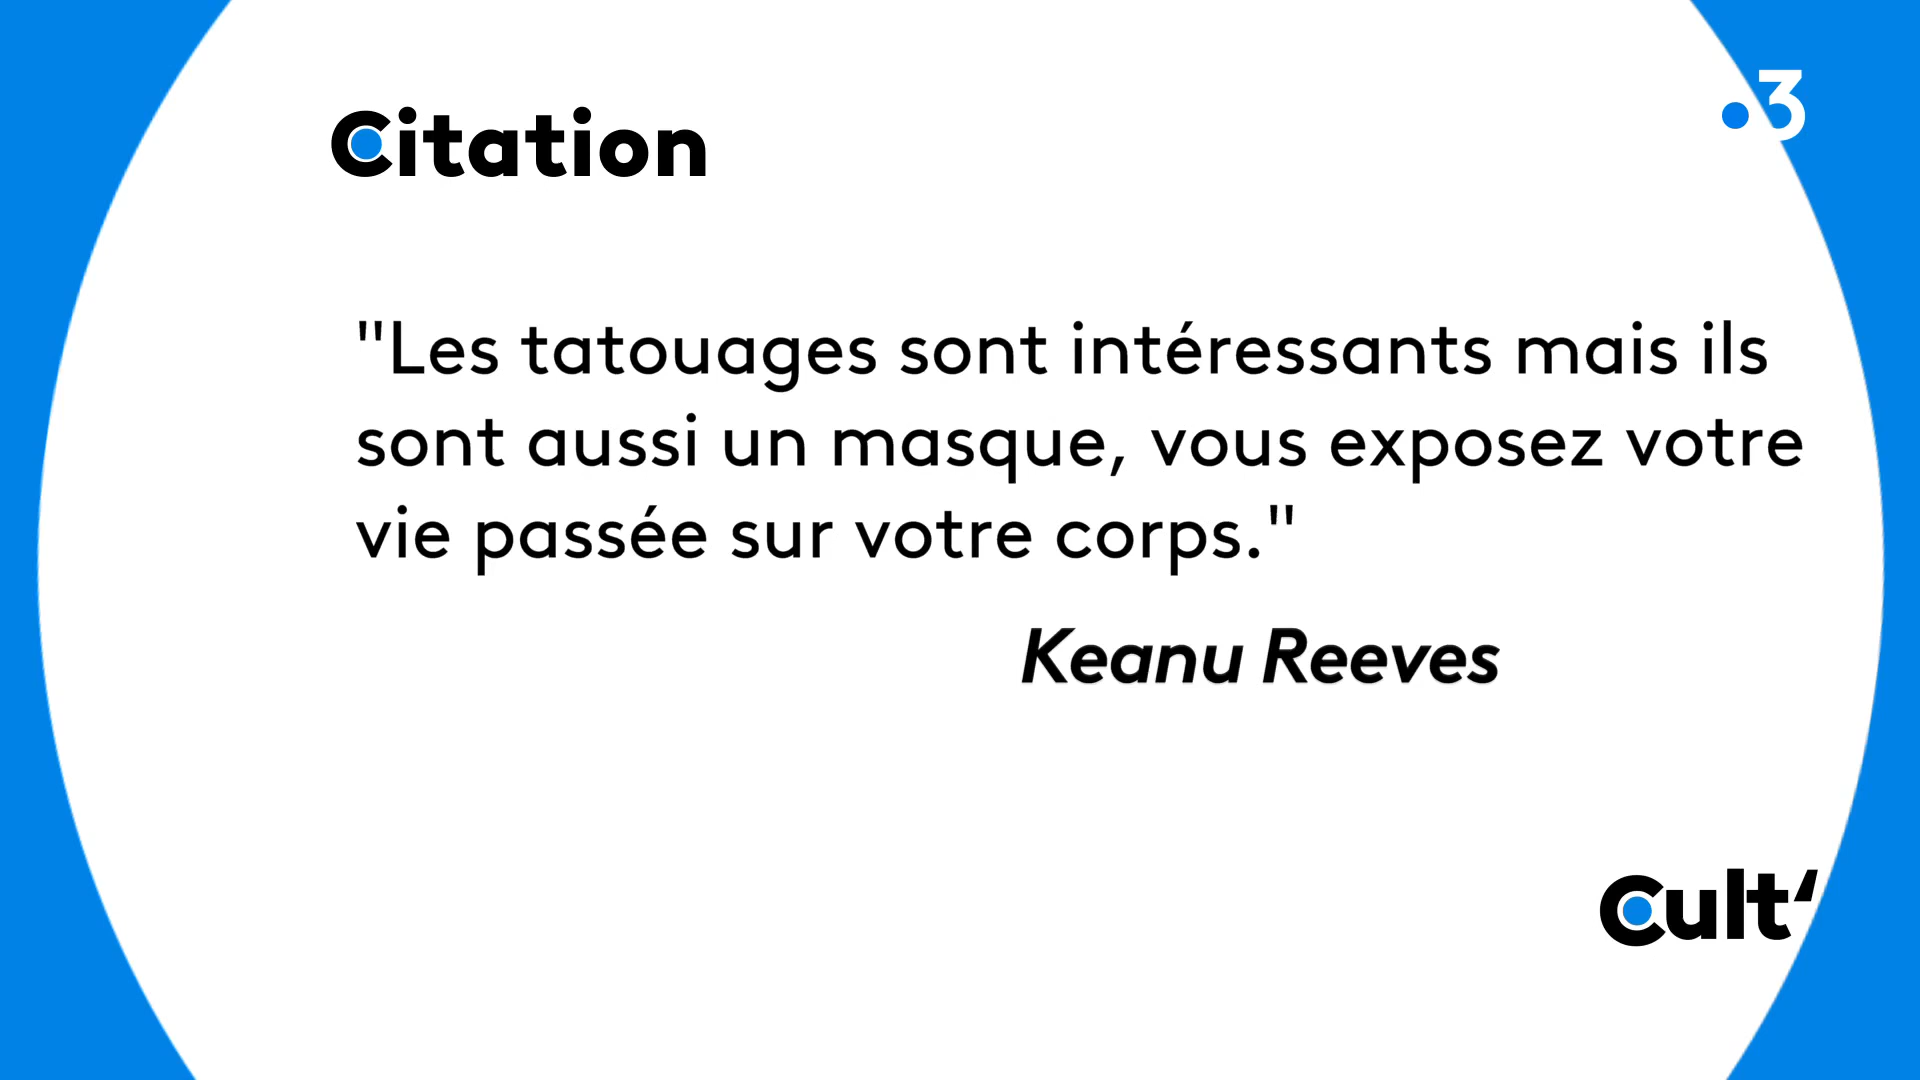 Citation
•3
"Les tatouages sont intéressants mais ils
sont aussi un masque, vous exposez votre
vie passée sur votre corps."
Keanu Reeves
Cult‘